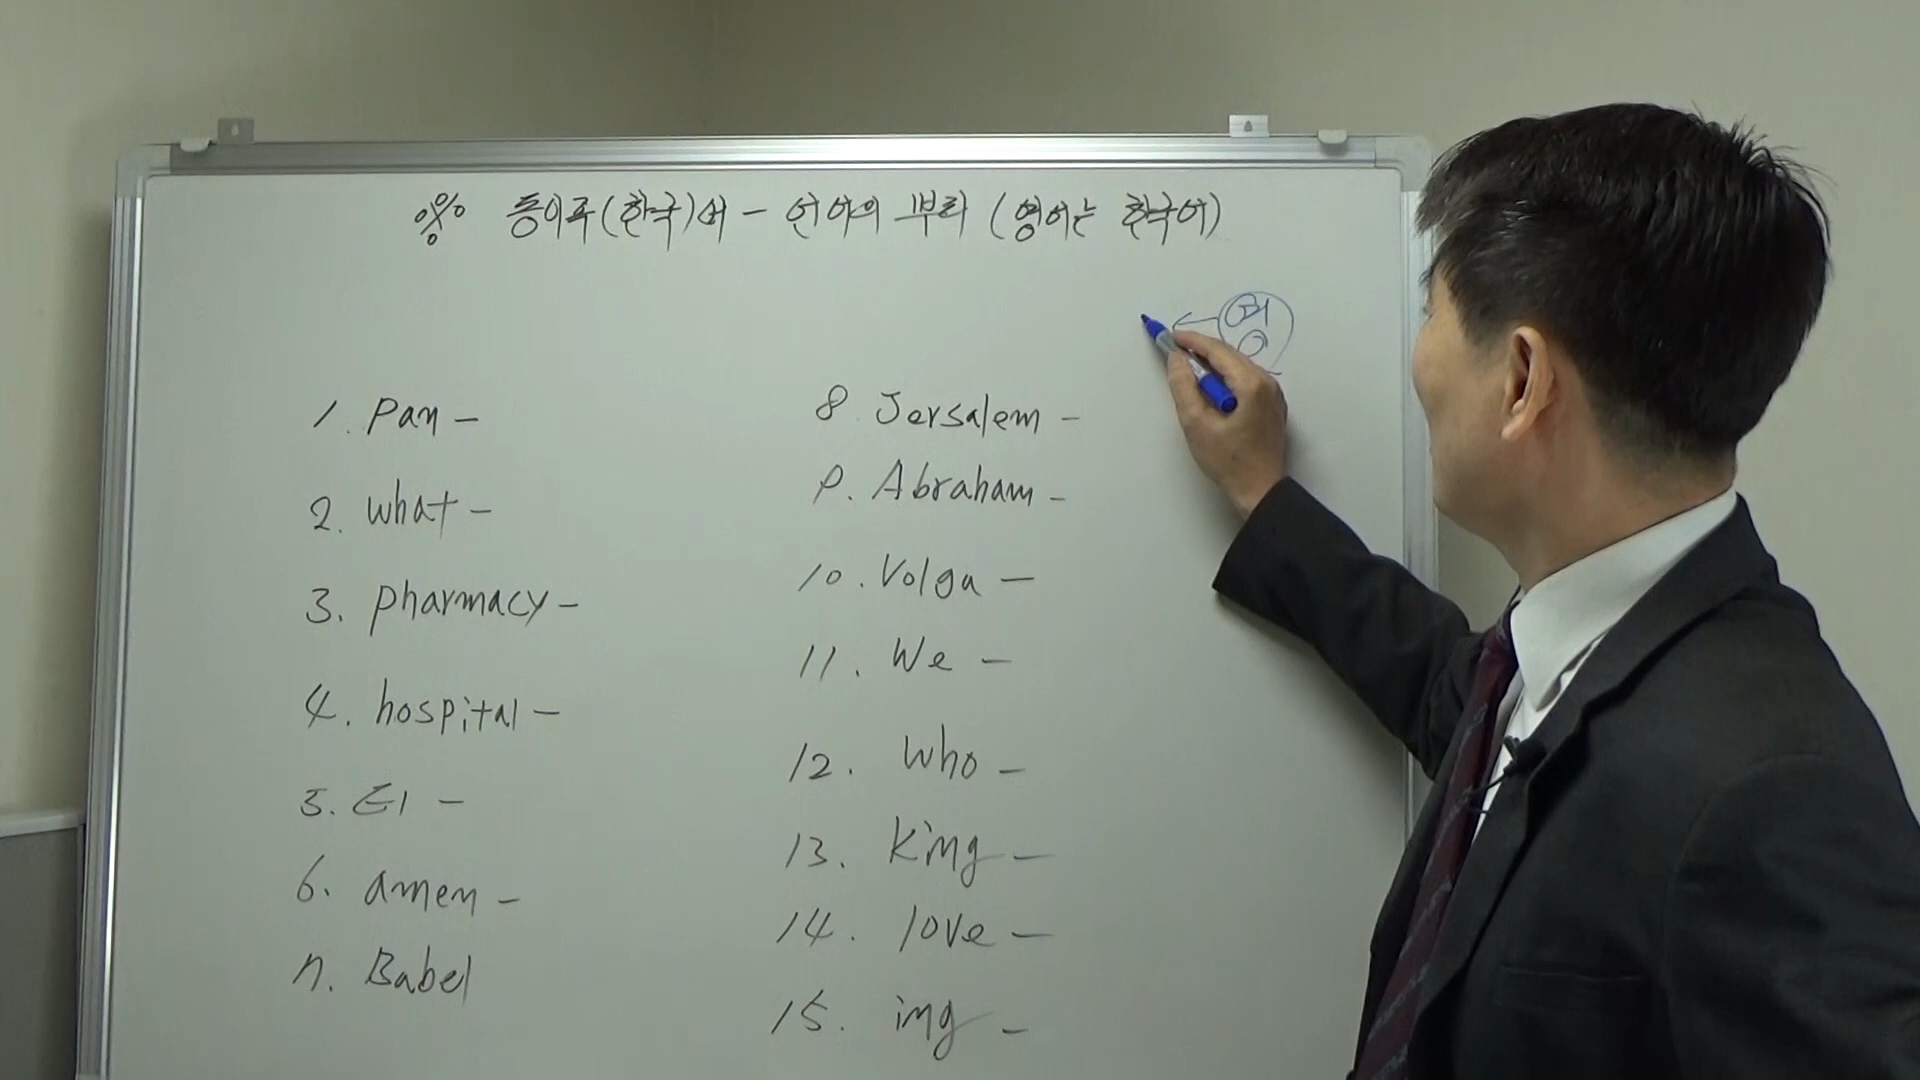 ※ 동이족(한국)어 - 언어의 뿌리 (영어는 한국어)
1. Pan -
2. what -
3. pharmacy -
4. hospital -
5. El -
6. amen -
7. Babel
8. Jersalem -
9. Abraham -
10. Volga -
11. We -
12. Who -
13. King -
14. love -
15. ing -